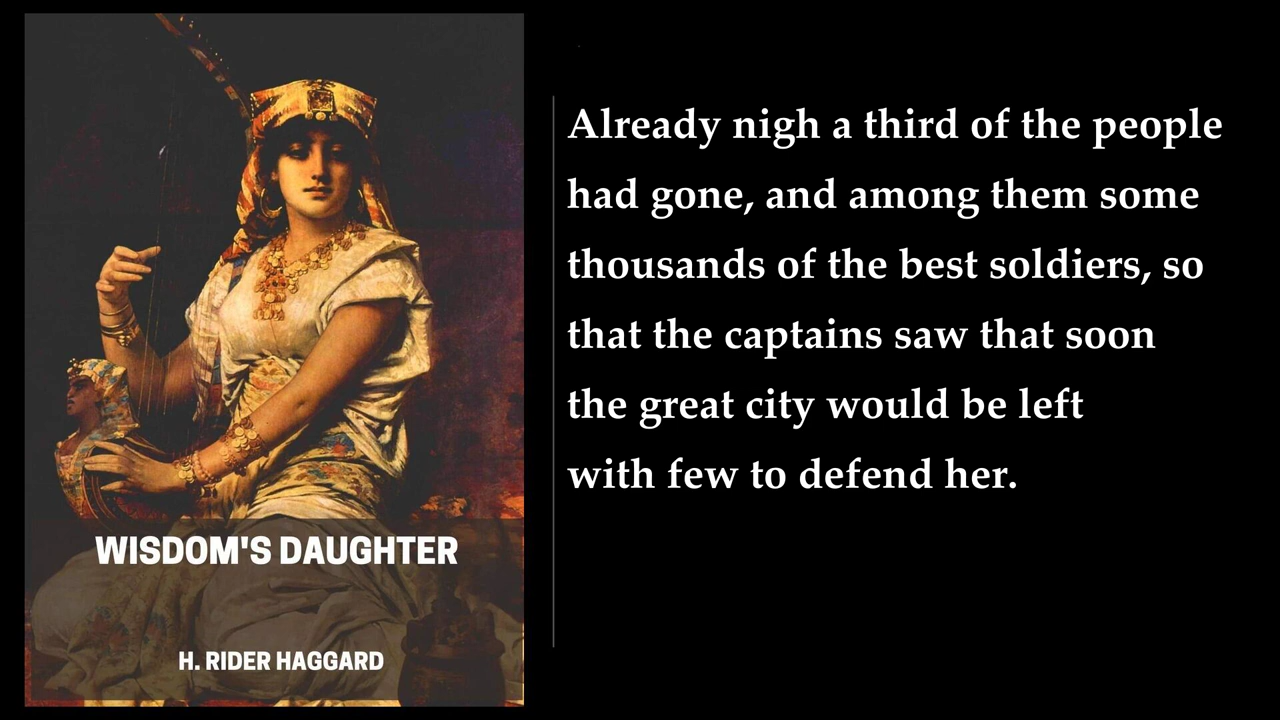 WISDOM'S DAUGHTER
H. RIDER HAGGARD
Already nigh a third of the people
had gone, and among them some
thousands of the best soldiers, so
that the captains saw that soon
the great city would be left
with few to defend her.